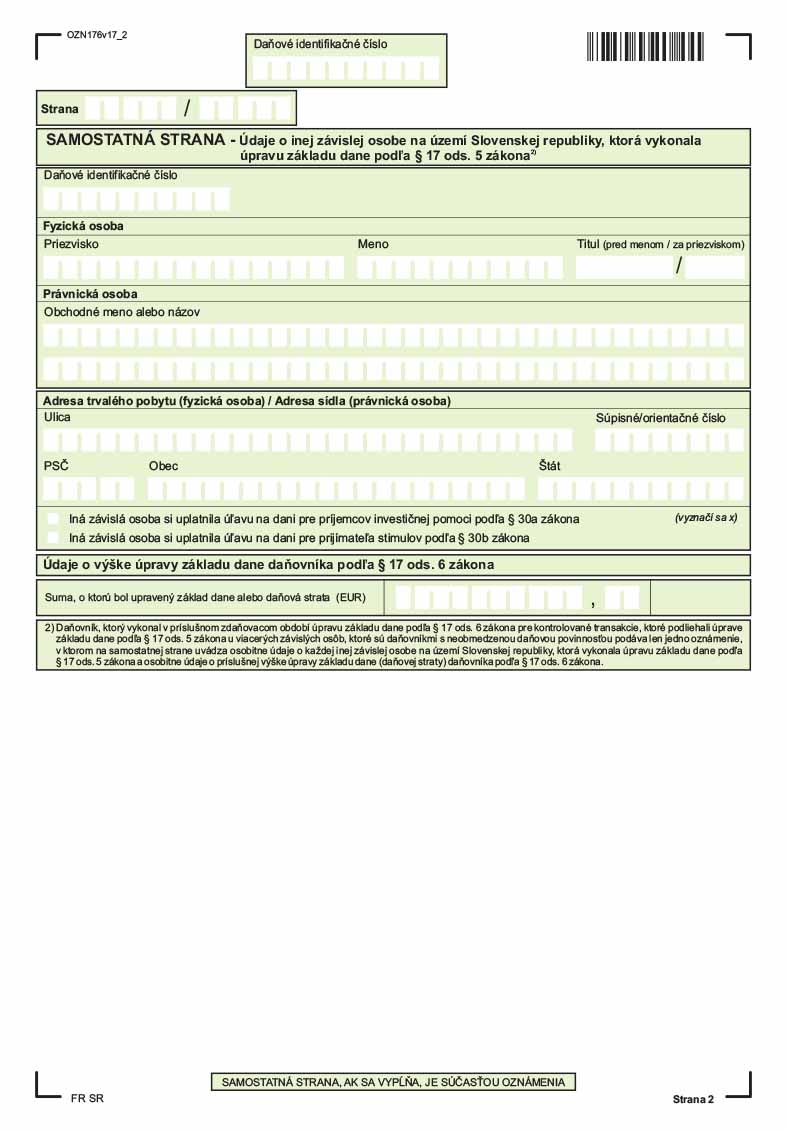 OZN176v17_2
Daňové identifikačné číslo
Strana /
SAMOSTATNÁ STRANA - Údaje o inej závislej osobe na území Slovenskej republiky, ktorá vykonala
úpravu základu dane podľa § 17 ods. 5 zákona2)
Daňové identifikačné číslo
Fyzická osoba
Priezvisko Meno Titul (pred menom / za priezviskom)
/
Právnická osoba
Obchodné meno alebo názov
Adresa trvalého pobytu (fyzická osoba) / Adresa sídla (právnická osoba)
Ulica Súpisné/orientačné číslo
PSČ Obec Štát
Iná závislá osoba si uplatnila úľavu na dani pre príjemcov investičnej pomoci podľa § 30a zákona (vyznačí sa x)
Iná závislá osoba si uplatnila úľavu na dani pre prijímateľa stimulov podľa § 30b zákona
Údaje o výške úpravy základu dane daňovníka podľa § 17 ods. 6 zákona
Suma, o ktorú bol upravený základ dane alebo daňová strata (EUR) ,
2) Daňovník, ktorý vykonal v príslušnom zdaňovacom období úpravu základu dane podľa § 17 ods. 6 zákona pre kontrolované transakcie, ktoré podliehali úprave
základu dane podľa § 17 ods. 5 zákona u viacerých závislých osôb, ktoré sú daňovníkmi s neobmedzenou daňovou povinnosťou podáva len jedno oznámenie,
v ktorom na samostatnej strane uvádza osobitne údaje o každej inej závislej osobe na území Slovenskej republiky, ktorá vykonala úpravu základu dane podľa
§ 17 ods. 5 zákona a osobitne údaje o príslušnej výške úpravy základu dane (daňovej straty) daňovníka podľa § 17 ods. 6 zákona.
SAMOSTATNÁ STRANA, AK SA VYPĹŇA, JE SÚČASŤOU OZNÁMENIA
FR SR Strana 2